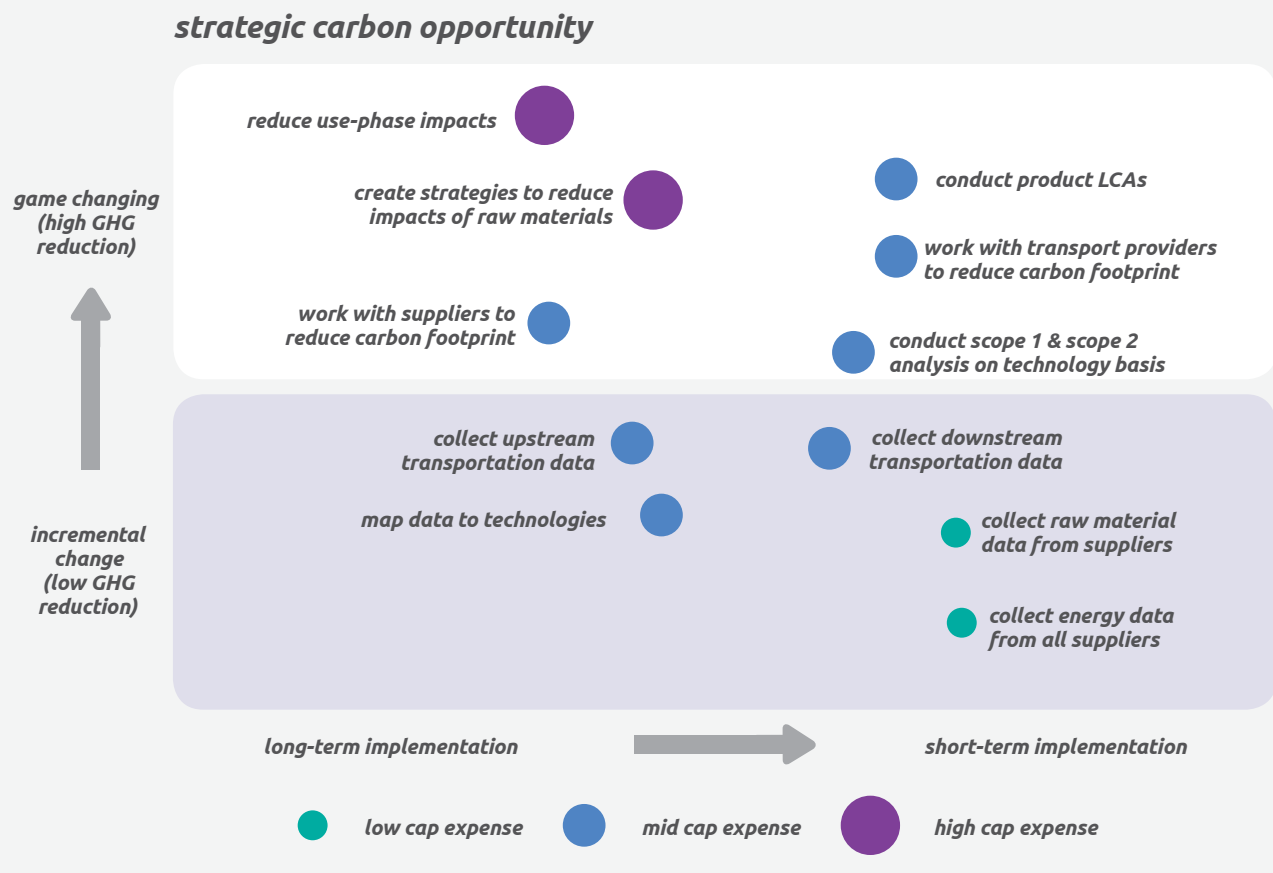 strategic carbon opportunity
reduce use-phase impacts
create strategies to reduce
impacts of raw materials
conduct product LCAs
game changing
(high GHG
reduction)
work with transport providers
to reduce carbon footprint
work with suppliers to
reduce carbon footprint
conduct scope 1 & scope 2
analysis on technology basis
collect upstream
transportation data
collect downstream
transportation data
map data to technologies
incremental
change
(low GHG
reduction)
collect raw material
data from suppliers
collect energy data
from all suppliers
long-term implementation
short-term implementation
low cap expense
mid cap expense
high cap expense